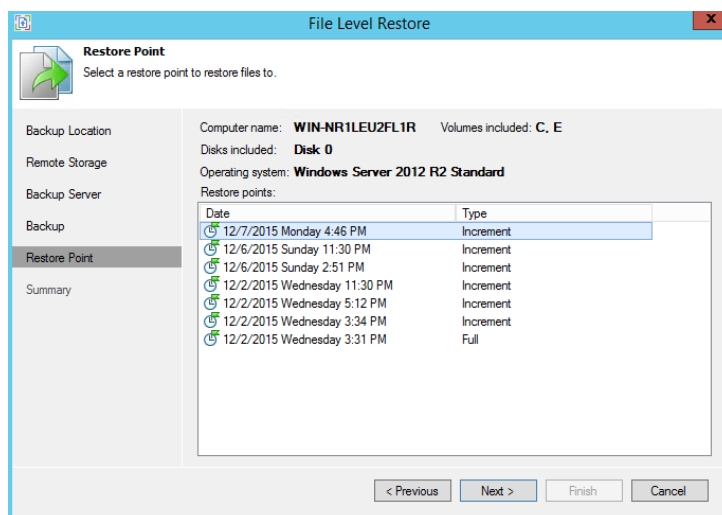 File Level Restore
X
Restore Point
Select a restore point to restore files to.
Backup Location
Remote Storage
Backup Server
Backup
Restore Point
Summary
Computer name: WIN-NR1LEU2FL1R Volumes included: C, E
Disks included: Disk 0
Operating system: Windows Server 2012 R2 Standard
Restore points:
Date Type
12/7/2015 Monday 4:46 PM Increment
12/6/2015 Sunday 11:30 PM Increment
12/6/2015 Sunday 2:51 PM Increment
12/2/2015 Wednesday 11:30 PM Increment
12/2/2015 Wednesday 5:12 PM Increment
12/2/2015 Wednesday 3:34 PM Increment
12/2/2015 Wednesday 3:31 PM Full
< Previous Next > Finish Cancel